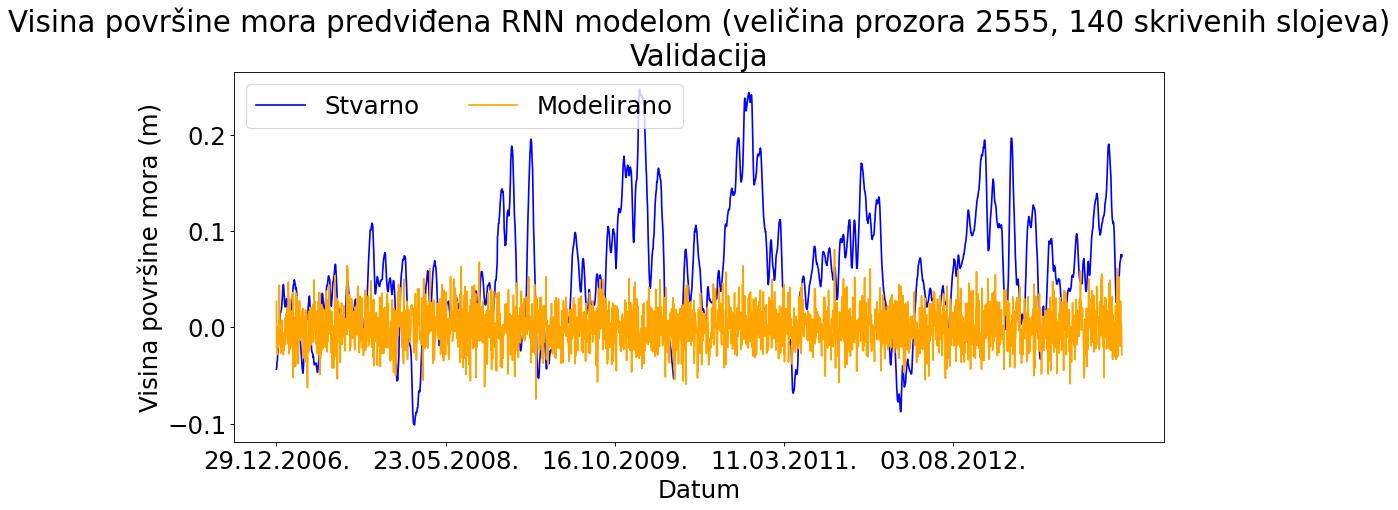 Visina površine mora predviđena RNN modelom (veličina prozora 2555, 140 skrivenih slojeva)
Validacija
Stvarno Modelirano
Visina površine mora (m)
0.2
0.1
0.0
−0.1
29.12.2006. 23.05.2008. 16.10.2009. 11.03.2011. 03.08.2012.
Datum